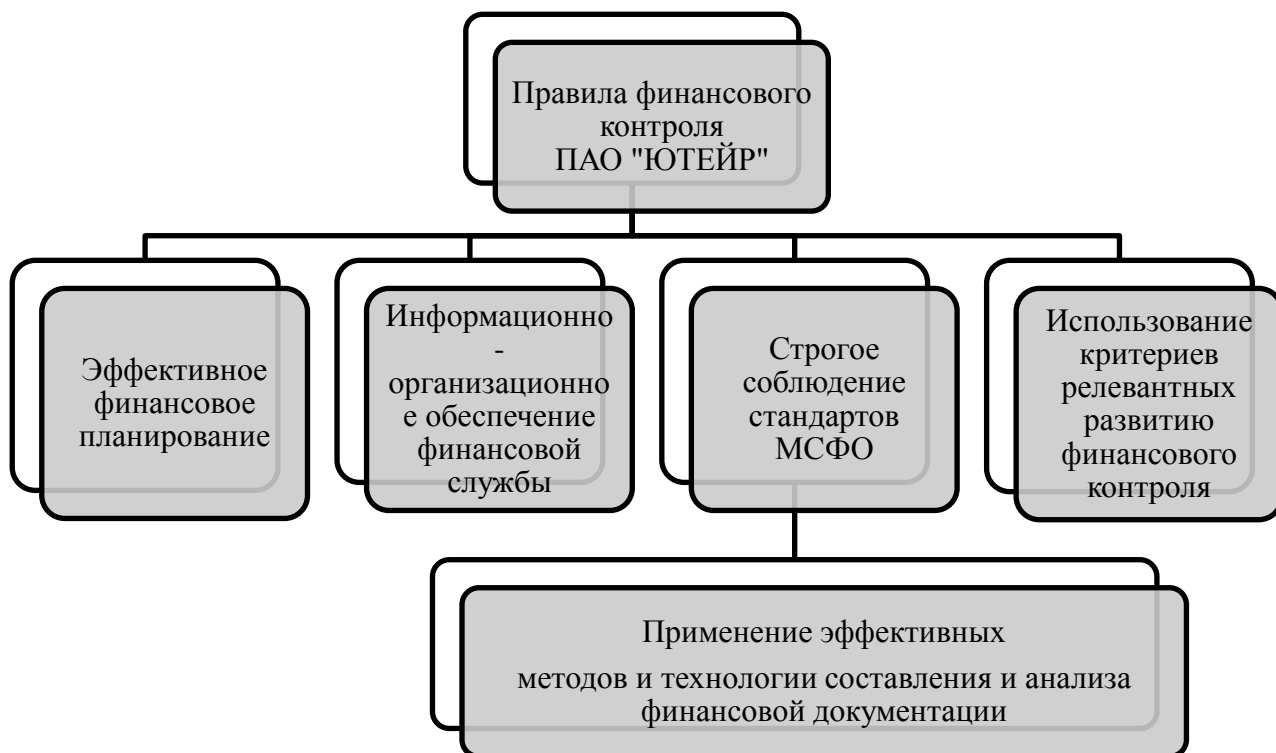 Правила финансового
контроля
ПАО "ЮТЕЙР"
Эффективное
финансовое
планирование
Информационно
-
организационно
е обеспечение
финансовой
службы
Строгое
соблюдение
стандартов
МСФО
Использование
критериев
релевантных
развитию
финансового
контроля
Применение эффективных
методов и технологии составления и анализа
финансовой документации